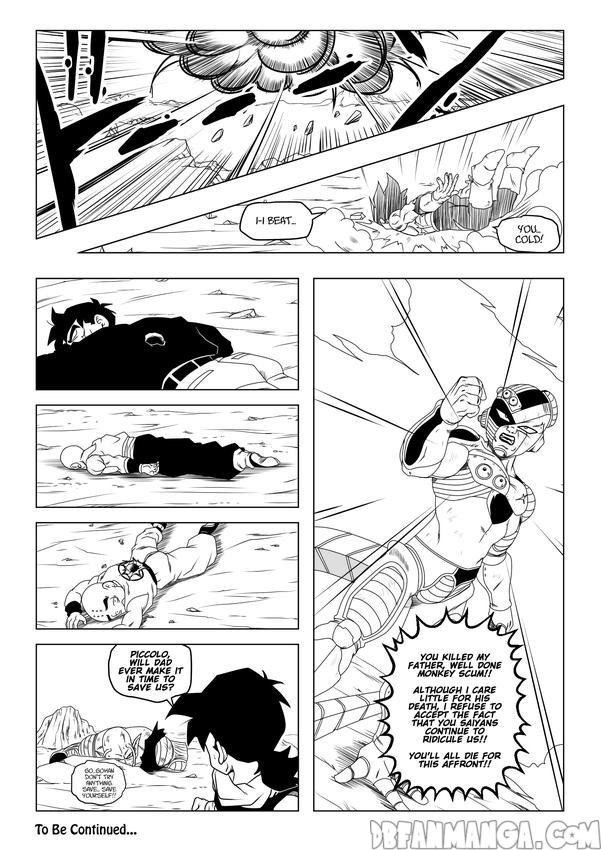 I-I BEAT...
YOU...
COLD!
YOU KILLED MY
FATHER, WELL DONE
MONKEY SCUM!!
ALTHOUGH I CARE
LITTLE FOR HIS
DEATH, I REFUSE TO
ACCEPT THE FACT
THAT YOU SAIYANS
CONTINUE TO
RIDICULE US!!
YOU'LL ALL DIE FOR
THIS AFFRONT!!
PICCOLO,
WILL DAD
EVER MAKE IT
IN TIME TO
SAVE US?
GO...GOHAN
DON'T TRY
ANYTHING,
SAVE... SAVE
YOURSELF!!
To Be Continued...
DBFANMANGA.COM